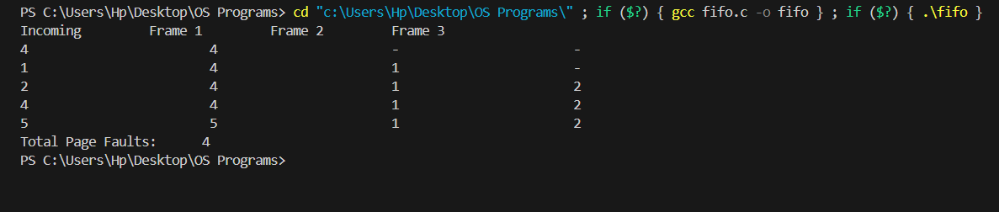 PS C:\Users\Hp\Desktop\OS Programs> cd "c:\Users\Hp\Desktop\OS Programs\" ; if ($?) { gcc fifo.c -o fifo } ; if ($?) { .\fifo }
Incoming Frame 1 Frame 2 Frame 3
4 4 - -
1 4 1 -
2 4 1 2
4 4 1 2
5 5 1 2
Total Page Faults: 4
PS C:\Users\Hp\Desktop\OS Programs>